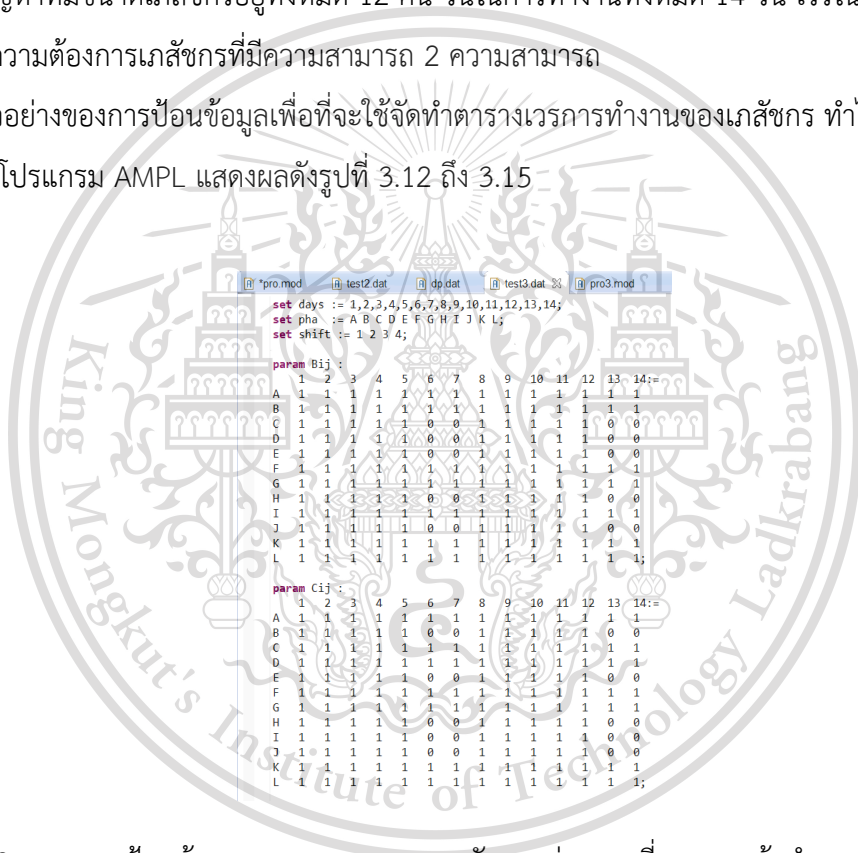 ความต้องการเภสัชกรที่มีความสามารถ 2 ความสามารถ
โปรแกรม AMPL แสดงผลดังรูปที่ 3.12 ถึง 3.15
*pro.mod test2.dat dp.dat test3.dat pro3.mod
set days := 1,2,3,4,5,6,7,8,9,10,11,12,13,14;
set pha := A B C D E F G H I J K L;
set shift := 1 2 3 4;
param Bij :
1 2 3 4 5 6 7 8 9 10 11 12 13 14:=
A 1 1 1 1 1 1 1 1 1 1 1 1 1 1
B 1 1 1 1 1 1 1 1 1 1 1 1 1 1
C 1 1 1 1 1 0 0 1 1 1 1 1 0 0
D 1 1 1 1 1 0 0 1 1 1 1 1 0 0
E 1 1 1 1 1 0 0 1 1 1 1 1 0 0
F 1 1 1 1 1 1 1 1 1 1 1 1 1 1
G 1 1 1 1 1 1 1 1 1 1 1 1 1 1
H 1 1 1 1 1 0 0 1 1 1 1 1 0 0
I 1 1 1 1 1 1 1 1 1 1 1 1 1 1
J 1 1 1 1 1 0 0 1 1 1 1 1 0 0
K 1 1 1 1 1 1 1 1 1 1 1 1 1 1
L 1 1 1 1 1 1 1 1 1 1 1 1 1 1;
param Cij :
1 2 3 4 5 6 7 8 9 10 11 12 13 14:=
A 1 1 1 1 1 1 1 1 1 1 1 1 1 1
B 1 1 1 1 1 0 0 1 1 1 1 1 0 0
C 1 1 1 1 1 1 1 1 1 1 1 1 1 1
D 1 1 1 1 1 1 1 1 1 1 1 1 1 1
E 1 1 1 1 1 0 0 1 1 1 1 1 0 0
F 1 1 1 1 1 1 1 1 1 1 1 1 1 1
G 1 1 1 1 1 1 1 1 1 1 1 1 1 1
H 1 1 1 1 1 0 0 1 1 1 1 1 0 0
I 1 1 1 1 1 0 0 1 1 1 1 1 0 0
J 1 1 1 1 1 0 0 1 1 1 1 1 0 0
K 1 1 1 1 1 1 1 1 1 1 1 1 1 1
L 1 1 1 1 1 1 1 1 1 1 1 1 1 1;
King Mongkut's Institute of Technology Ladkrabang